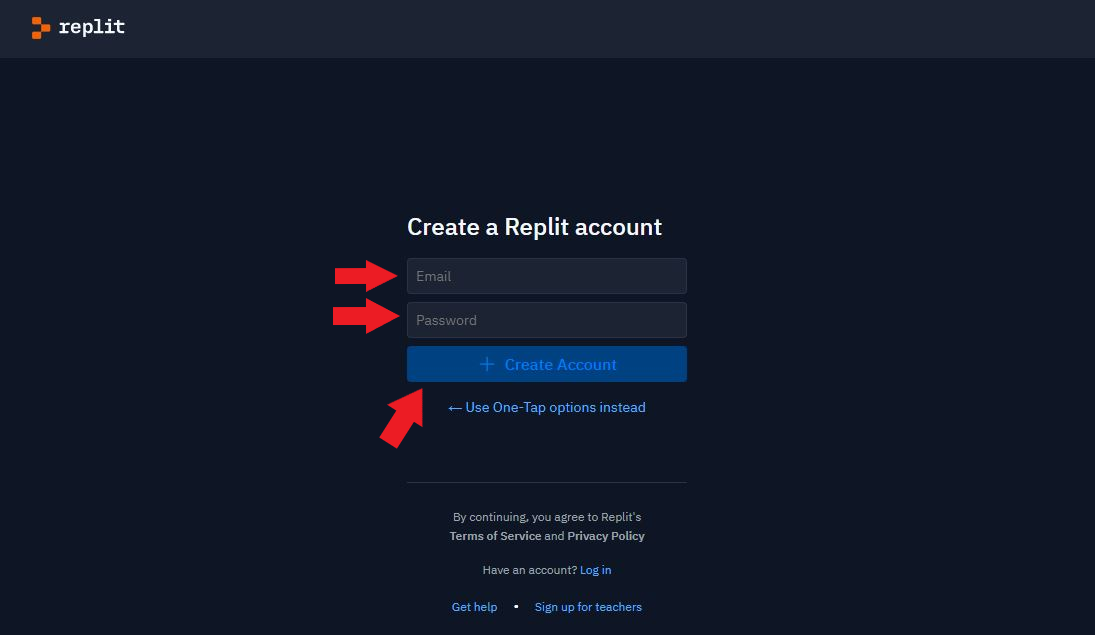 replit
Create a Replit account
Email
Password
+ Create Account
← Use One-Tap options instead
By continuing, you agree to Replit's
Terms of Service and Privacy Policy
Have an account? Log in
Get help • Sign up for teachers